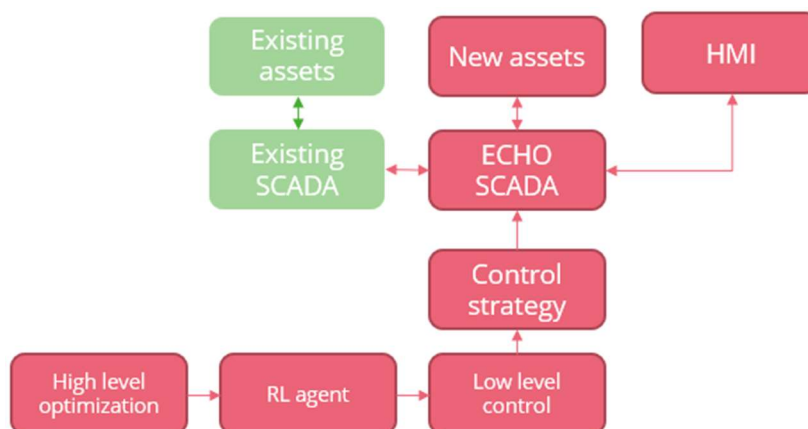 Existing
assets
New assets
HMI
Existing
SCADA
ECHO
SCADA
Control
strategy
High level
optimization
RL agent
Low level
control